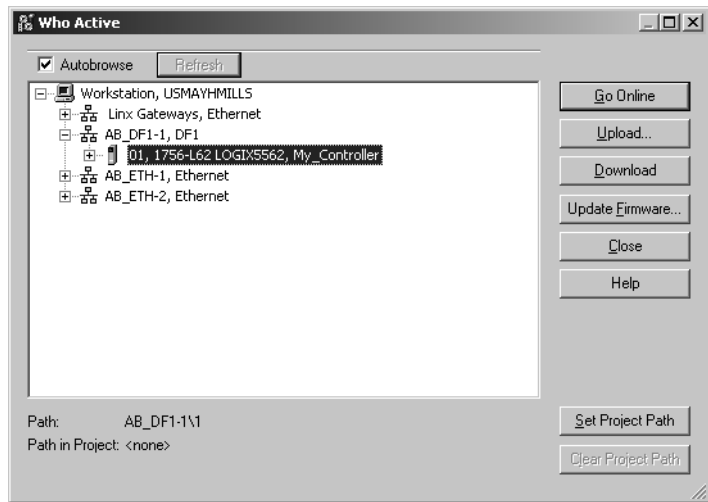 Who Active
Autobrowse
Refresh
Workstation, USMAYHMILLS
Linx Gateways, Ethernet
AB_DF1-1, DF1
01, 1756-L62 LOGIX5562, My_Controller
AB_ETH-1, Ethernet
AB_ETH-2, Ethernet
Go Online
Upload...
Download
Update Firmware...
Close
Help
Path: AB_DF1-1\1
Path in Project: <none>
Set Project Path
Clear Project Path